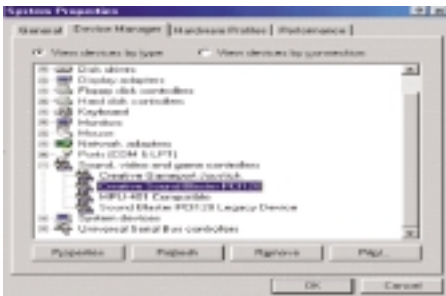 System Properties
General Device Manager Hardware Profiles Performance
View devices by type View devices by connection
Disk drives
Display adapters
Floppy disk controllers
Hard disk controllers
Keyboard
Monitors
Mouse
Network adapters
Ports (COM & LPT)
Sound, video and game controllers
Creative Gameport Joystick
Creative Sound Blaster PCI128
MPU-401 Compatible
Sound Blaster PCI128 Legacy Device
System devices
Universal Serial Bus controllers
Properties Refresh Remove Print...
OK Cancel